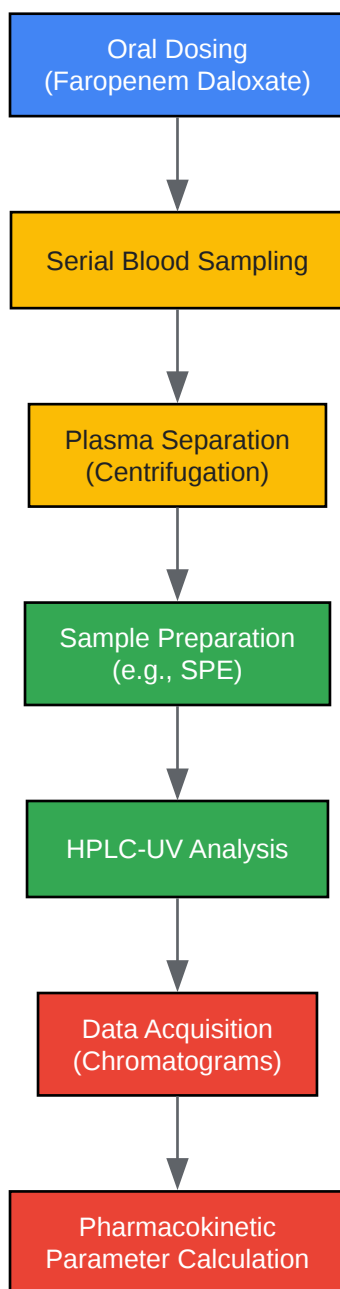 Oral Dosing
(Faropenem Daloxate)
Serial Blood Sampling
Plasma Separation
(Centrifugation)
Sample Preparation
(e.g., SPE)
HPLC-UV Analysis
Data Acquisition
(Chromatograms)
Pharmacokinetic
Parameter Calculation